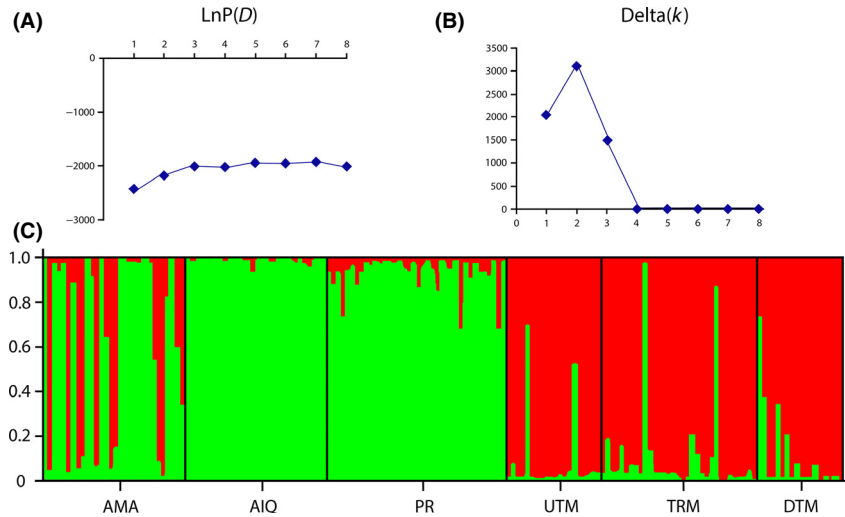 (A)
LnP(D)
1 2 3 4 5 6 7 8
0
−1000
−2000
−3000
(B)
Delta(k)
3500
3000
2500
2000
1500
1000
500
0
0 1 2 3 4 5 6 7 8
(C)
1.0
0.8
0.6
0.4
0.2
0
AMA AIQ PR UTM TRM DTM